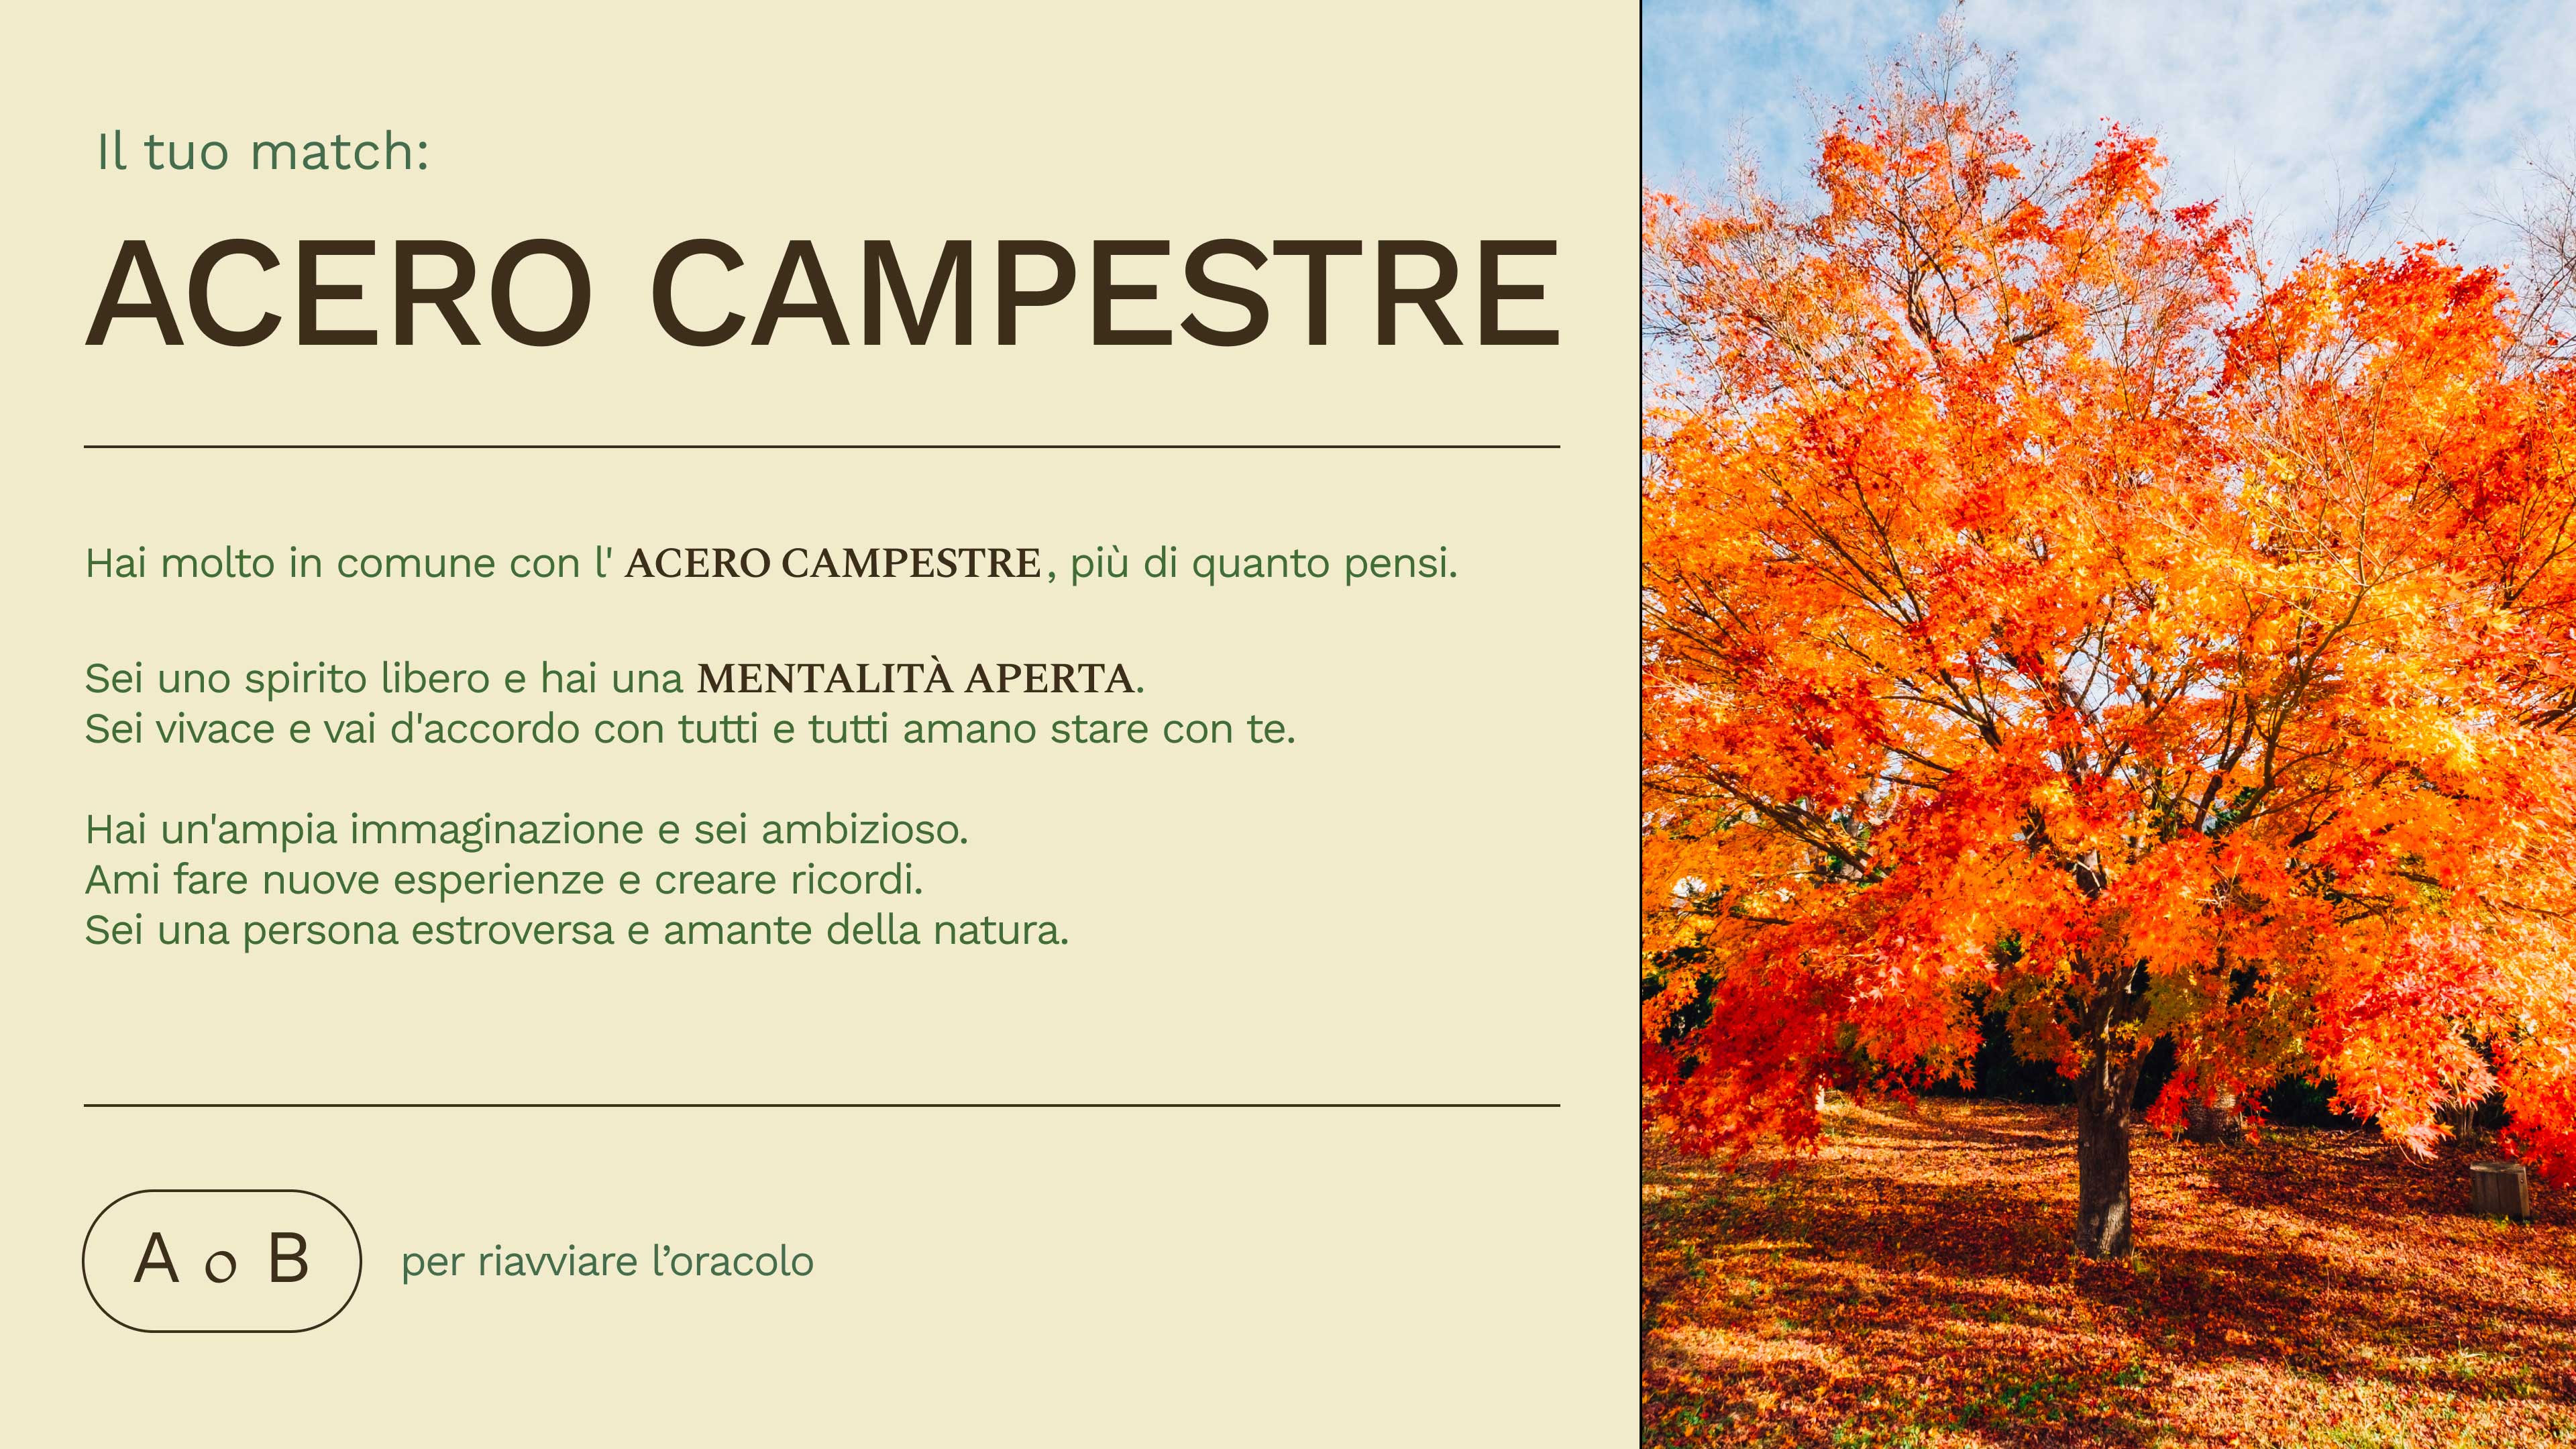 Il tuo match:
ACERO CAMPESTRE
Hai molto in comune con l' ACERO CAMPESTRE, più di quanto pensi.
Sei uno spirito libero e hai una MENTALITÀ APERTA.
Sei vivace e vai d'accordo con tutti e tutti amano stare con te.
Hai un'ampia immaginazione e sei ambizioso.
Ami fare nuove esperienze e creare ricordi.
Sei una persona estroversa e amante della natura.
A o B per riavviare l’oracolo